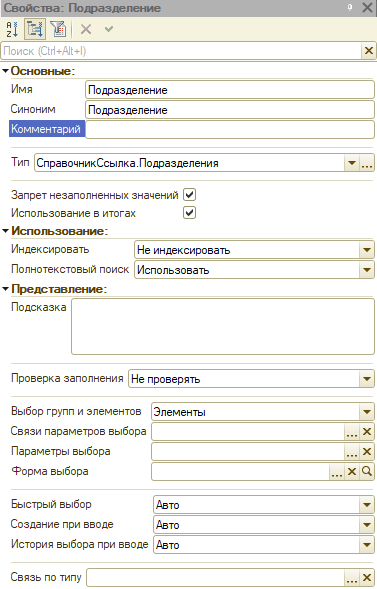 Свойства: Подразделение
Поиск (Ctrl+Alt+I)
Основные:
Имя Подразделение
Синоним Подразделение
Комментарий
Тип СправочникСсылка.Подразделения
Запрет незаполненных значений
Использование в итогах
Использование:
Индексировать Не индексировать
Полнотекстовый поиск Использовать
Представление:
Подсказка
Проверка заполнения Не проверять
Выбор групп и элементов Элементы
Связи параметров выбора
Параметры выбора
Форма выбора
Быстрый выбор Авто
Создание при вводе Авто
История выбора при вводе Авто
Связь по типу